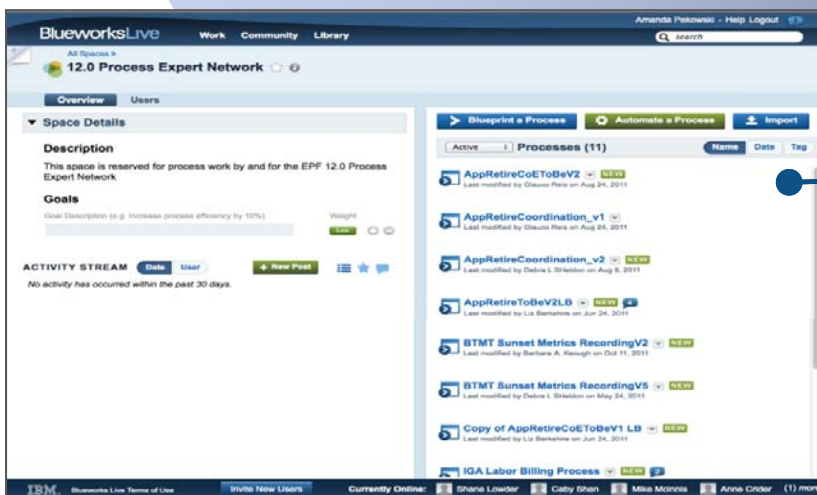 Amanda Pekowski - Help Logout
BlueworksLive Work Community Library
search
All Spaces >
12.0 Process Expert Network
Overview Users
Space Details
Description
This space is reserved for process work by and for the EPF 12.0 Process
Expert Network
Goals
Goal Description (e.g. increase process efficiency by 10%) Weight
Low
ACTIVITY STREAM Date User + New Post
No activity has occurred within the past 30 days.
Blueprint a Process Automate a Process Import
Active Processes (11) Name Date Tag
AppRetireCoEToBeV2 NEW
Last modified by Glauco Reis on Aug 24, 2011
AppRetireCoordination_v1
Last modified by Glauco Reis on Aug 24, 2011
AppRetireCoordination_v2 NEW
Last modified by Debra L SHeldon on Aug 9, 2011
AppRetireToBeV2LB NEW 4
Last modified by Liz Berkshire on Jun 24, 2011
BTMT Sunset Metrics RecordingV2 NEW
Last modified by Barbara A. Keough on Oct 11, 2011
BTMT Sunset Metrics RecordingV5 NEW
Last modified by Debra L SHeldon on May 24, 2011
Copy of AppRetireCoEToBeV1 LB NEW
Last modified by Liz Berkshire on Jun 24, 2011
IGA Labor Billing Process NEW 2
IBM. Blueworks Live Terms of Use Invite New Users Currently Online: Shane Lowder Caby Shan Mike McInnis Anne Crider (1) mor